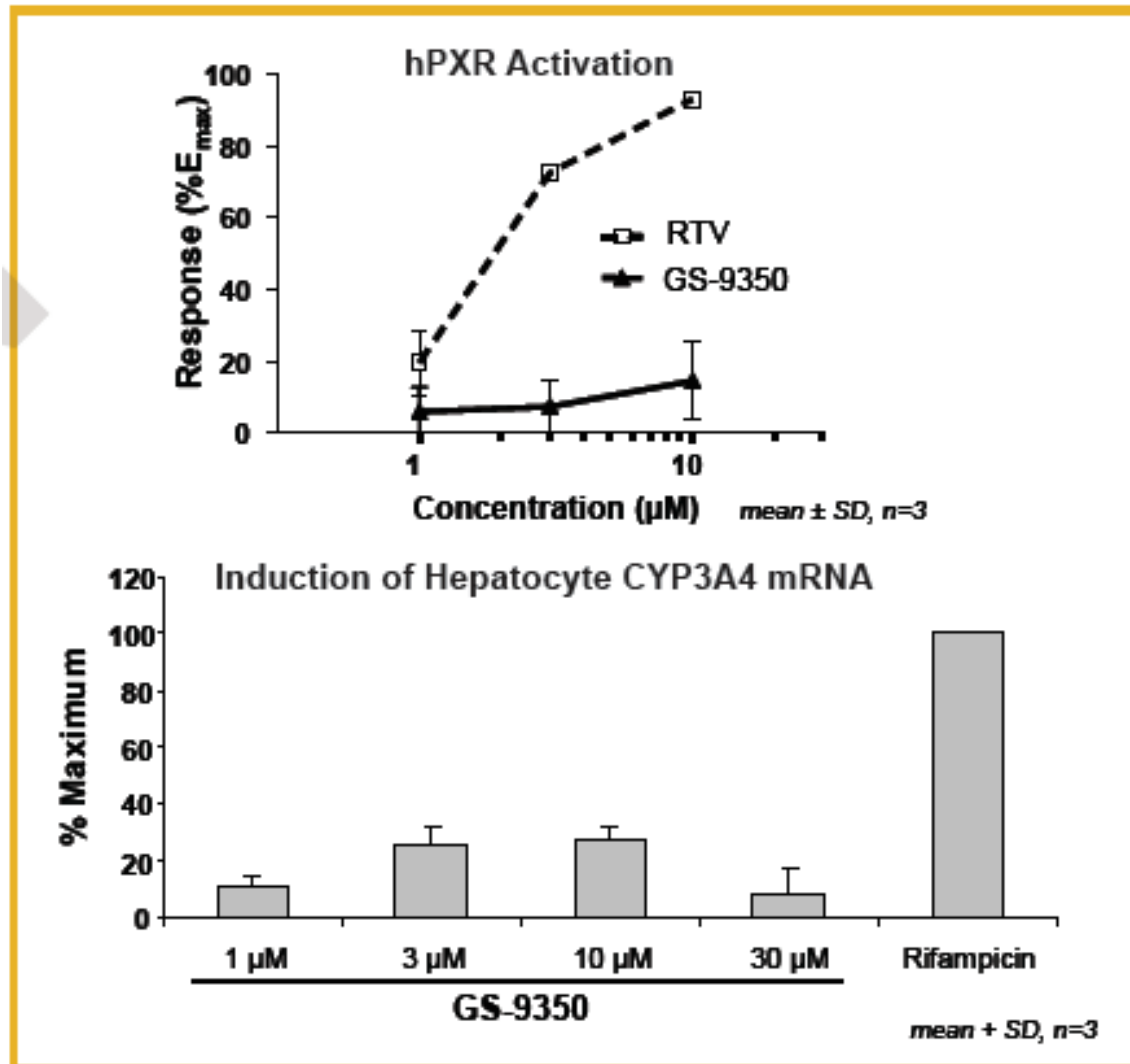 hPXR Activation
Response (%Emax)
100
80
60
40
20
0
RTV
GS-9350
1
10
Concentration (µM)
mean ± SD, n=3
Induction of Hepatocyte CYP3A4 mRNA
% Maximum
120
100
80
60
40
20
0
1 µM
3 µM
10 µM
30 µM
Rifampicin
GS-9350
mean + SD, n=3